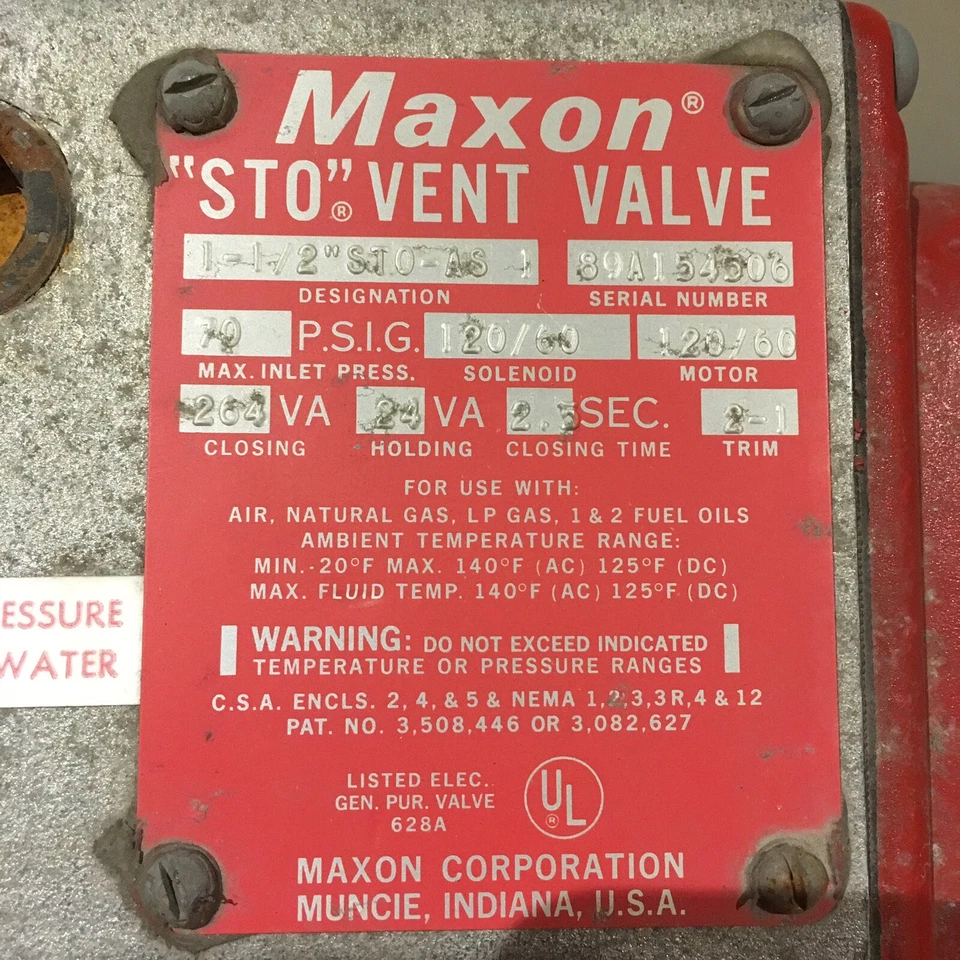 Maxon®
"STO"® VENT VALVE
1-1/2"STO-AS 1 89A154506
DESIGNATION SERIAL NUMBER
70 P.S.I.G. 120/60 120/60
MAX. INLET PRESS. SOLENOID MOTOR
264 VA 24 VA 2.5 SEC. 2-1
CLOSING HOLDING CLOSING TIME TRIM
FOR USE WITH:
AIR, NATURAL GAS, LP GAS, 1 & 2 FUEL OILS
AMBIENT TEMPERATURE RANGE:
MIN.-20°F MAX. 140°F (AC) 125°F (DC)
MAX. FLUID TEMP. 140°F (AC) 125°F (DC)
ESSURE
WATER
WARNING: DO NOT EXCEED INDICATED
TEMPERATURE OR PRESSURE RANGES
C.S.A. ENCLS. 2, 4, & 5 & NEMA 1,2,3,3R,4 & 12
PAT. NO. 3,508,446 OR 3,082,627
LISTED ELEC.
GEN. PUR. VALVE
628A
UL®
MAXON CORPORATION
MUNCIE, INDIANA, U.S.A.